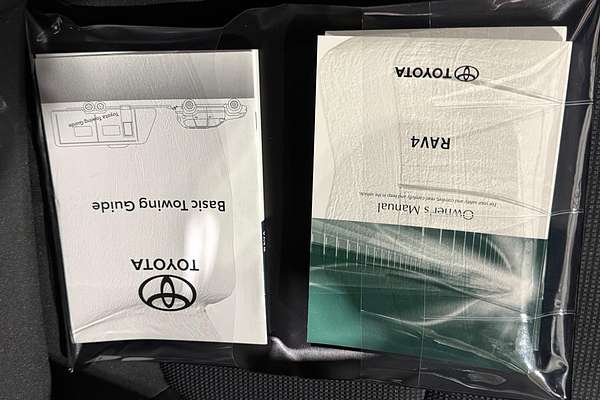 Owner's Manual
For your safety and comfort, read carefully and keep in the vehicle.
RAV4
TOYOTA
TOYOTA
Basic Towing Guide
Toyota Towing Guide